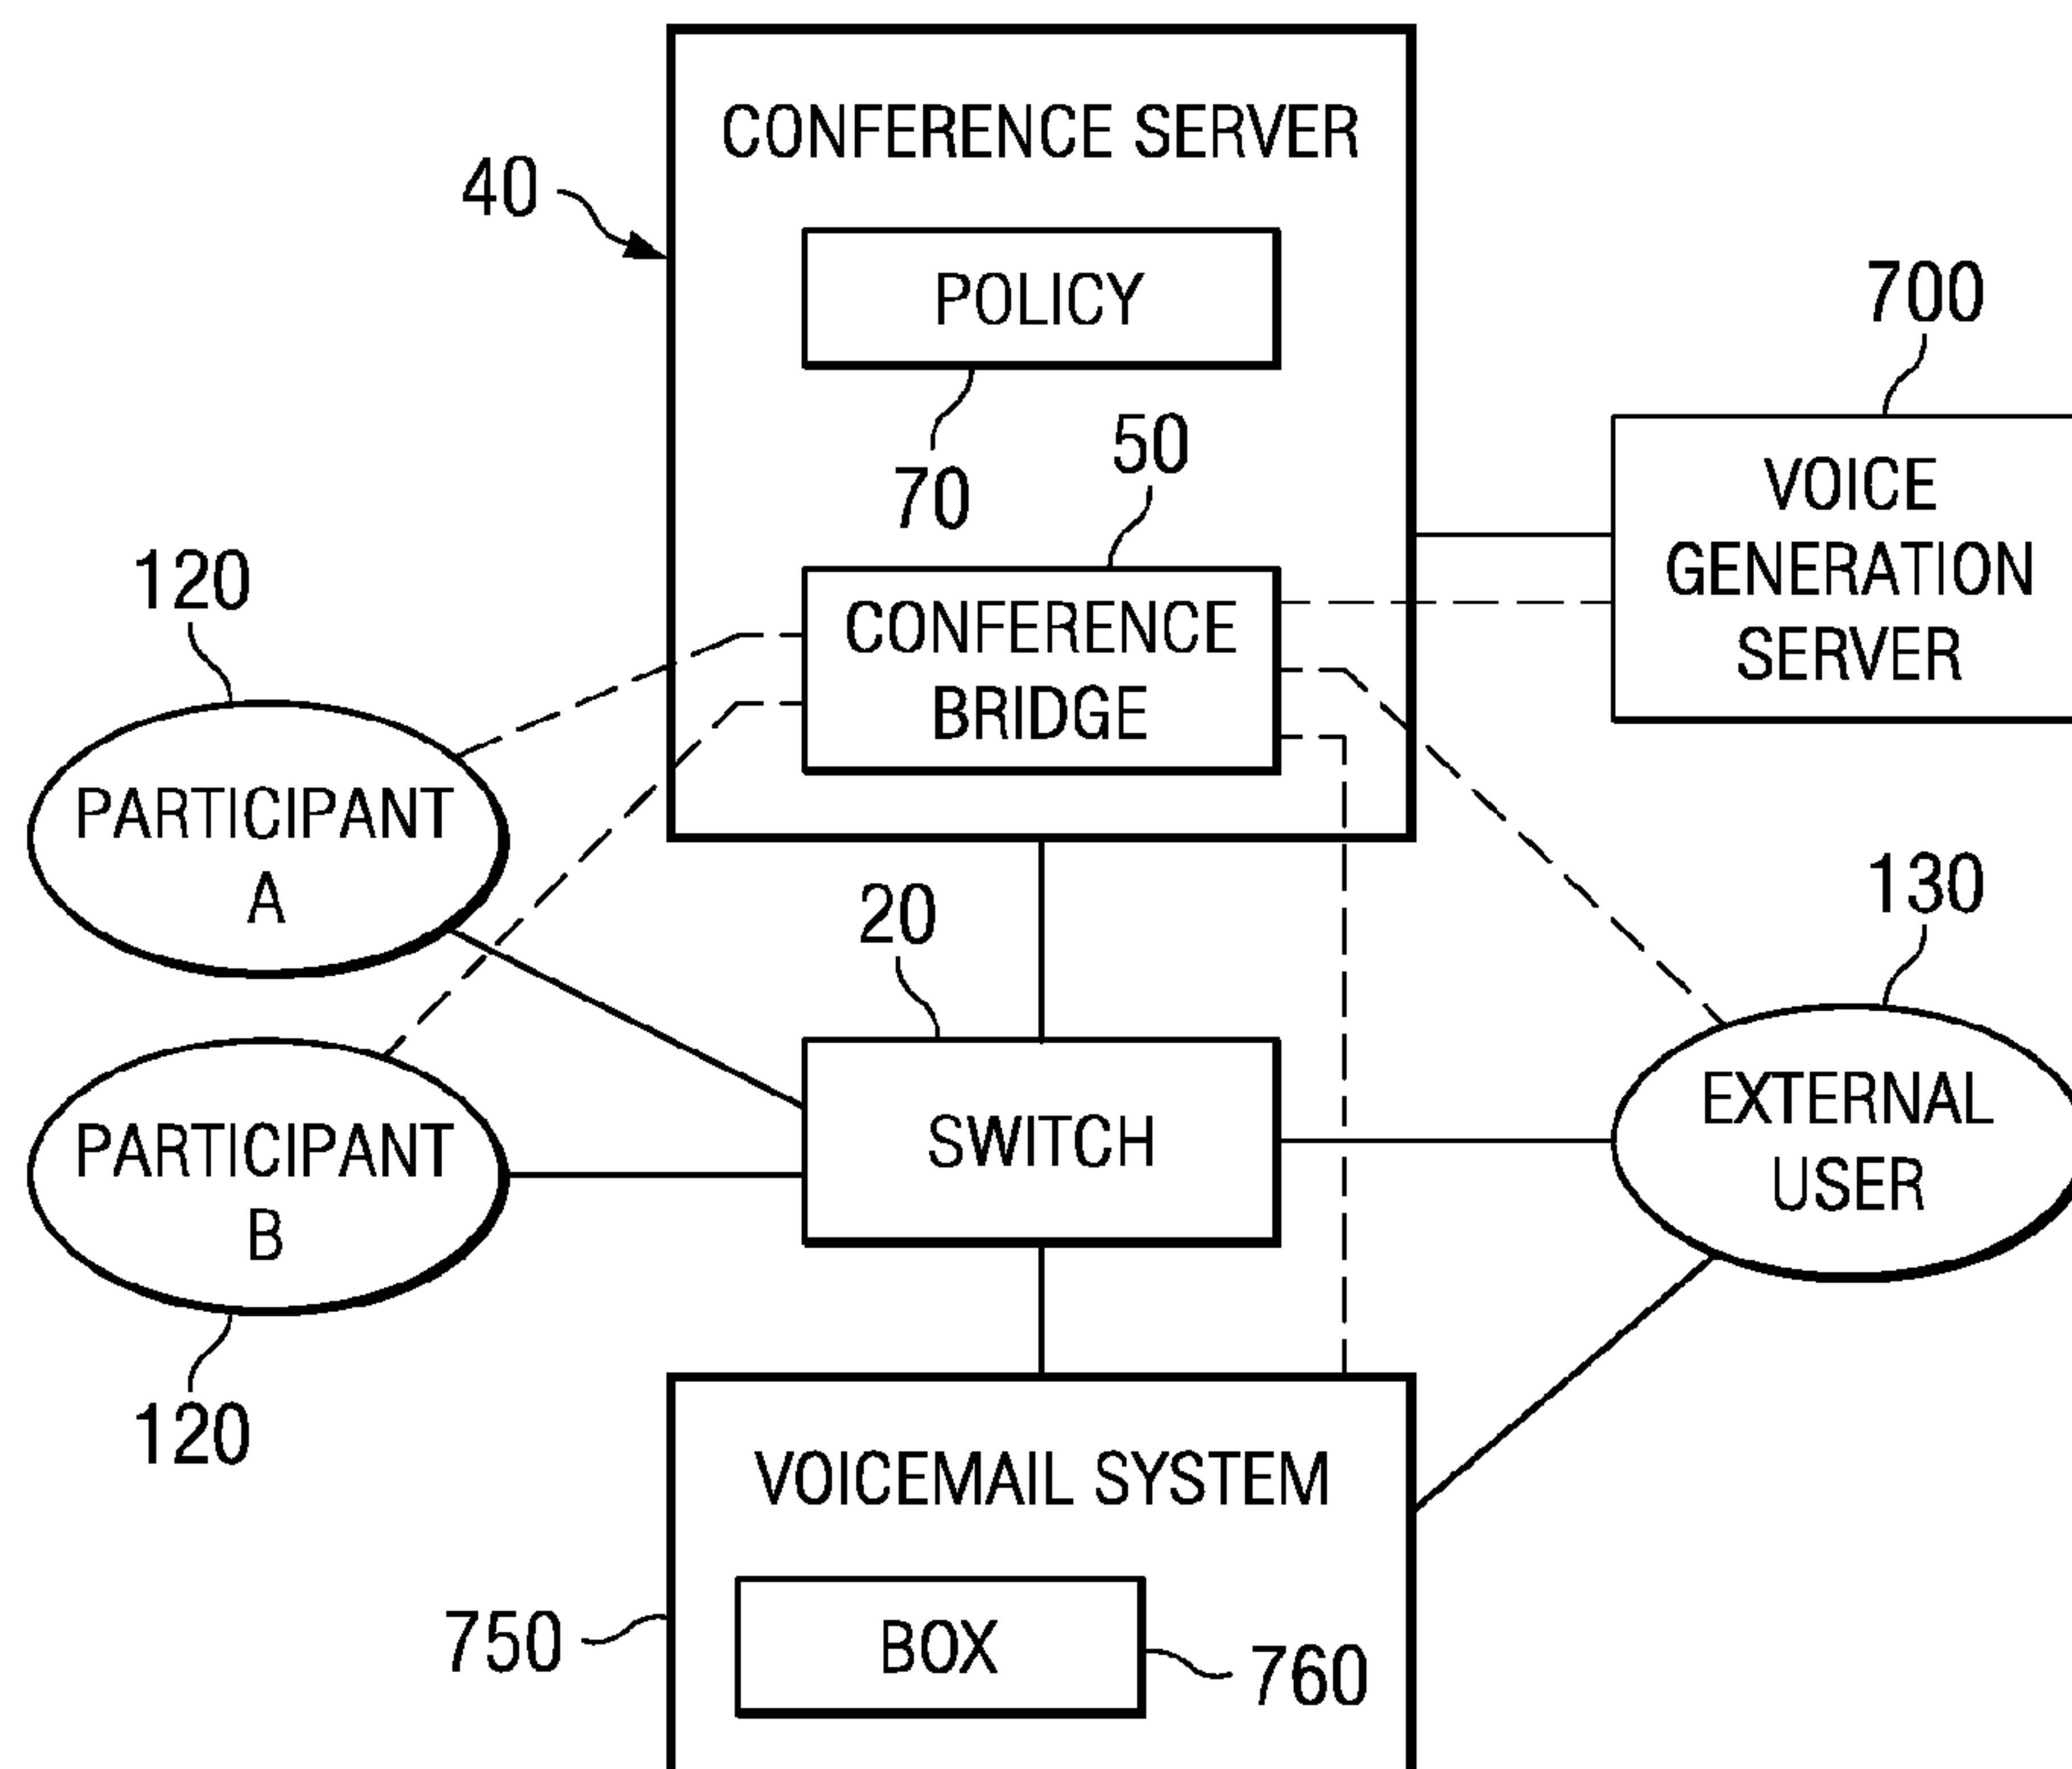 CONFERENCE SERVER
40
POLICY
70
700
50
VOICE
GENERATION
SERVER
CONFERENCE
BRIDGE
120
PARTICIPANT
A
20
130
SWITCH
EXTERNAL
USER
PARTICIPANT
B
120
VOICEMAIL SYSTEM
750
BOX
760